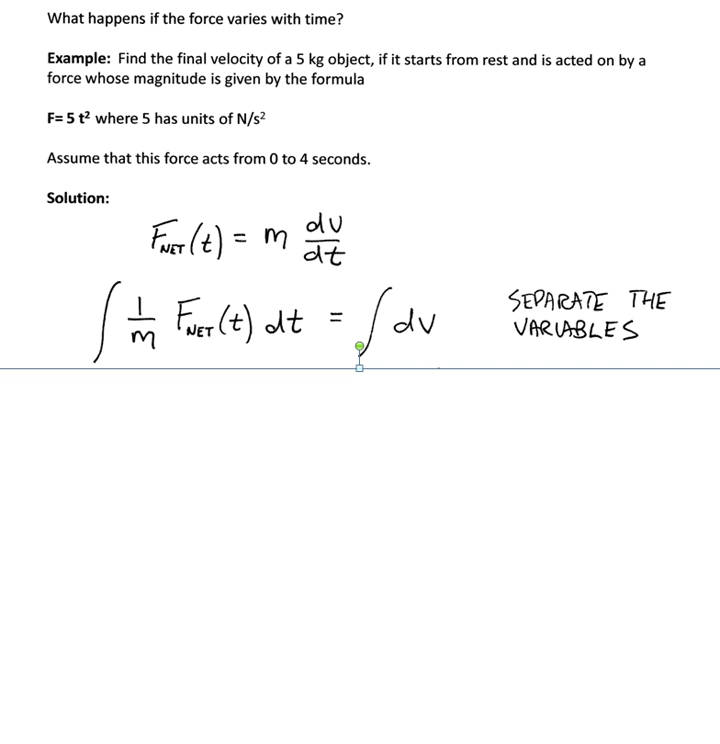 What happens if the force varies with time?
Example: Find the final velocity of a 5 kg object, if it starts from rest and is acted on by a
force whose magnitude is given by the formula
F= 5 t² where 5 has units of N/s²
Assume that this force acts from 0 to 4 seconds.
Solution:
F_NET (t) = m dv/dt
∫ 1/m F_NET (t) dt = ∫ dv
SEPARATE THE
VARIABLES